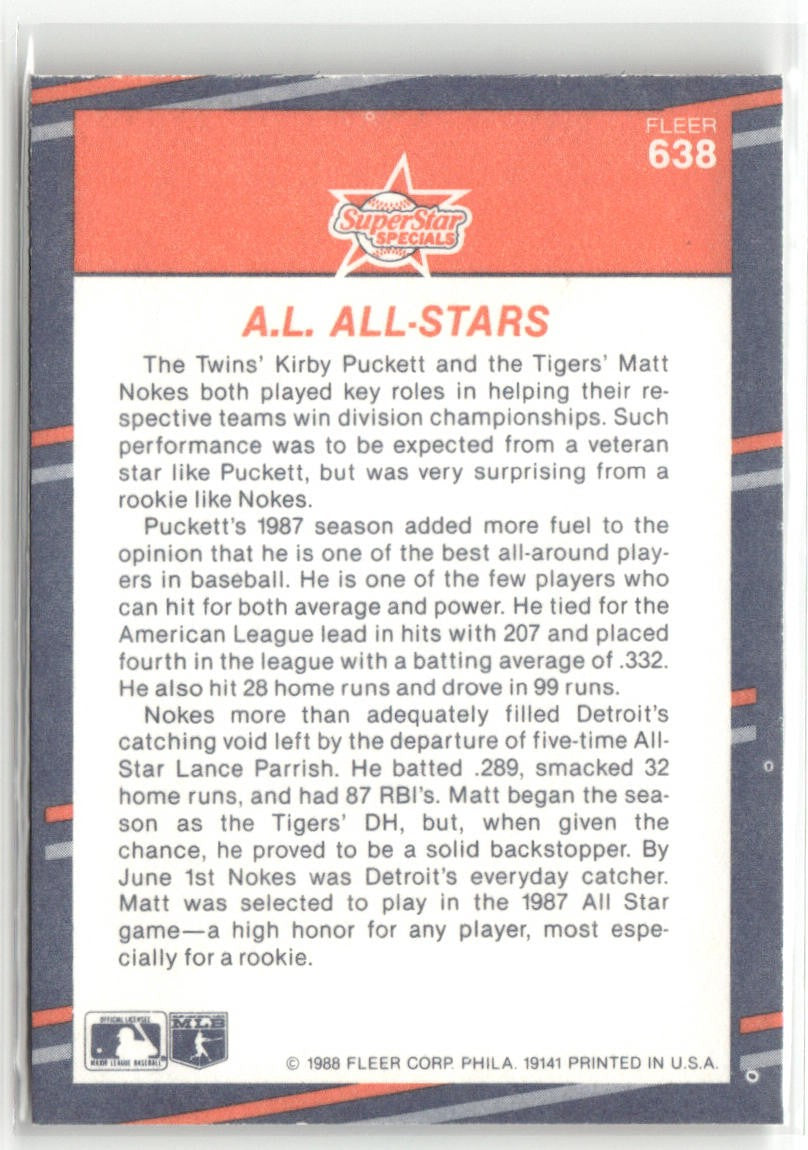 FLEER
638
SuperStar
SPECIALS
A.L. ALL-STARS
The Twins' Kirby Puckett and the Tigers' Matt
Nokes both played key roles in helping their re-
spective teams win division championships. Such
performance was to be expected from a veteran
star like Puckett, but was very surprising from a
rookie like Nokes.
Puckett's 1987 season added more fuel to the
opinion that he is one of the best all-around play-
ers in baseball. He is one of the few players who
can hit for both average and power. He tied for the
American League lead in hits with 207 and placed
fourth in the league with a batting average of .332.
He also hit 28 home runs and drove in 99 runs.
Nokes more than adequately filled Detroit's
catching void left by the departure of five-time All-
Star Lance Parrish. He batted .289, smacked 32
home runs, and had 87 RBI's. Matt began the sea-
son as the Tigers' DH, but, when given the
chance, he proved to be a solid backstopper. By
June 1st Nokes was Detroit's everyday catcher.
Matt was selected to play in the 1987 All Star
game—a high honor for any player, most espe-
cially for a rookie.
OFFICIAL LICENSEE
MAJOR LEAGUE BASEBALL
MLB
© 1988 FLEER CORP. PHILA. 19141 PRINTED IN U.S.A.